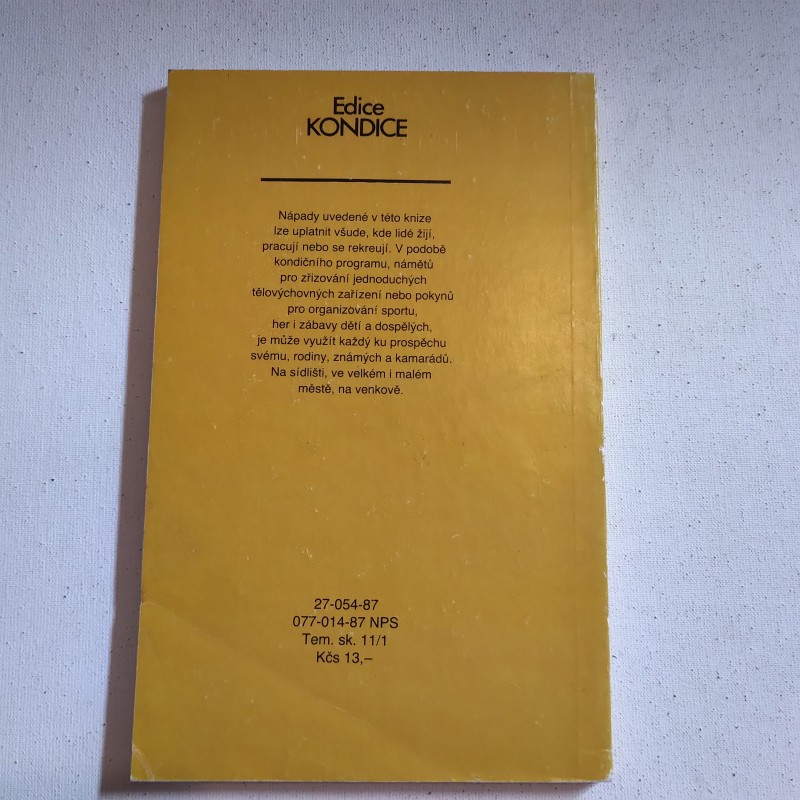 Edice
KONDICE
Nápady uvedené v této knize
lze uplatnit všude, kde lidé žijí,
pracují nebo se rekreují. V podobě
kondičního programu, námětů
pro zřizování jednoduchých
tělovýchovných zařízení nebo pokynů
pro organizování sportu,
her i zábavy dětí a dospělých,
je může využít každý ku prospěchu
svému, rodiny, známých a kamarádů.
Na sídlišti, ve velkém i malém
městě, na venkově.
27-054-87
077-014-87 NPS
Tem. sk. 11/1
Kčs 13,–